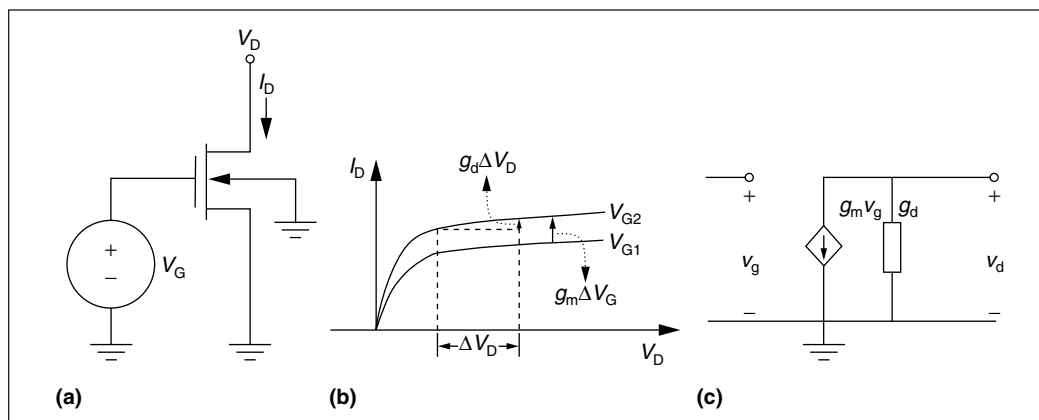 V_D
I_D
+
−
V_G
(a)
I_D
g_dΔV_D
V_G2
V_G1
g_mΔV_G
ΔV_D
V_D
(b)
+
v_g
−
g_mv_g
g_d
+
v_d
−
(c)